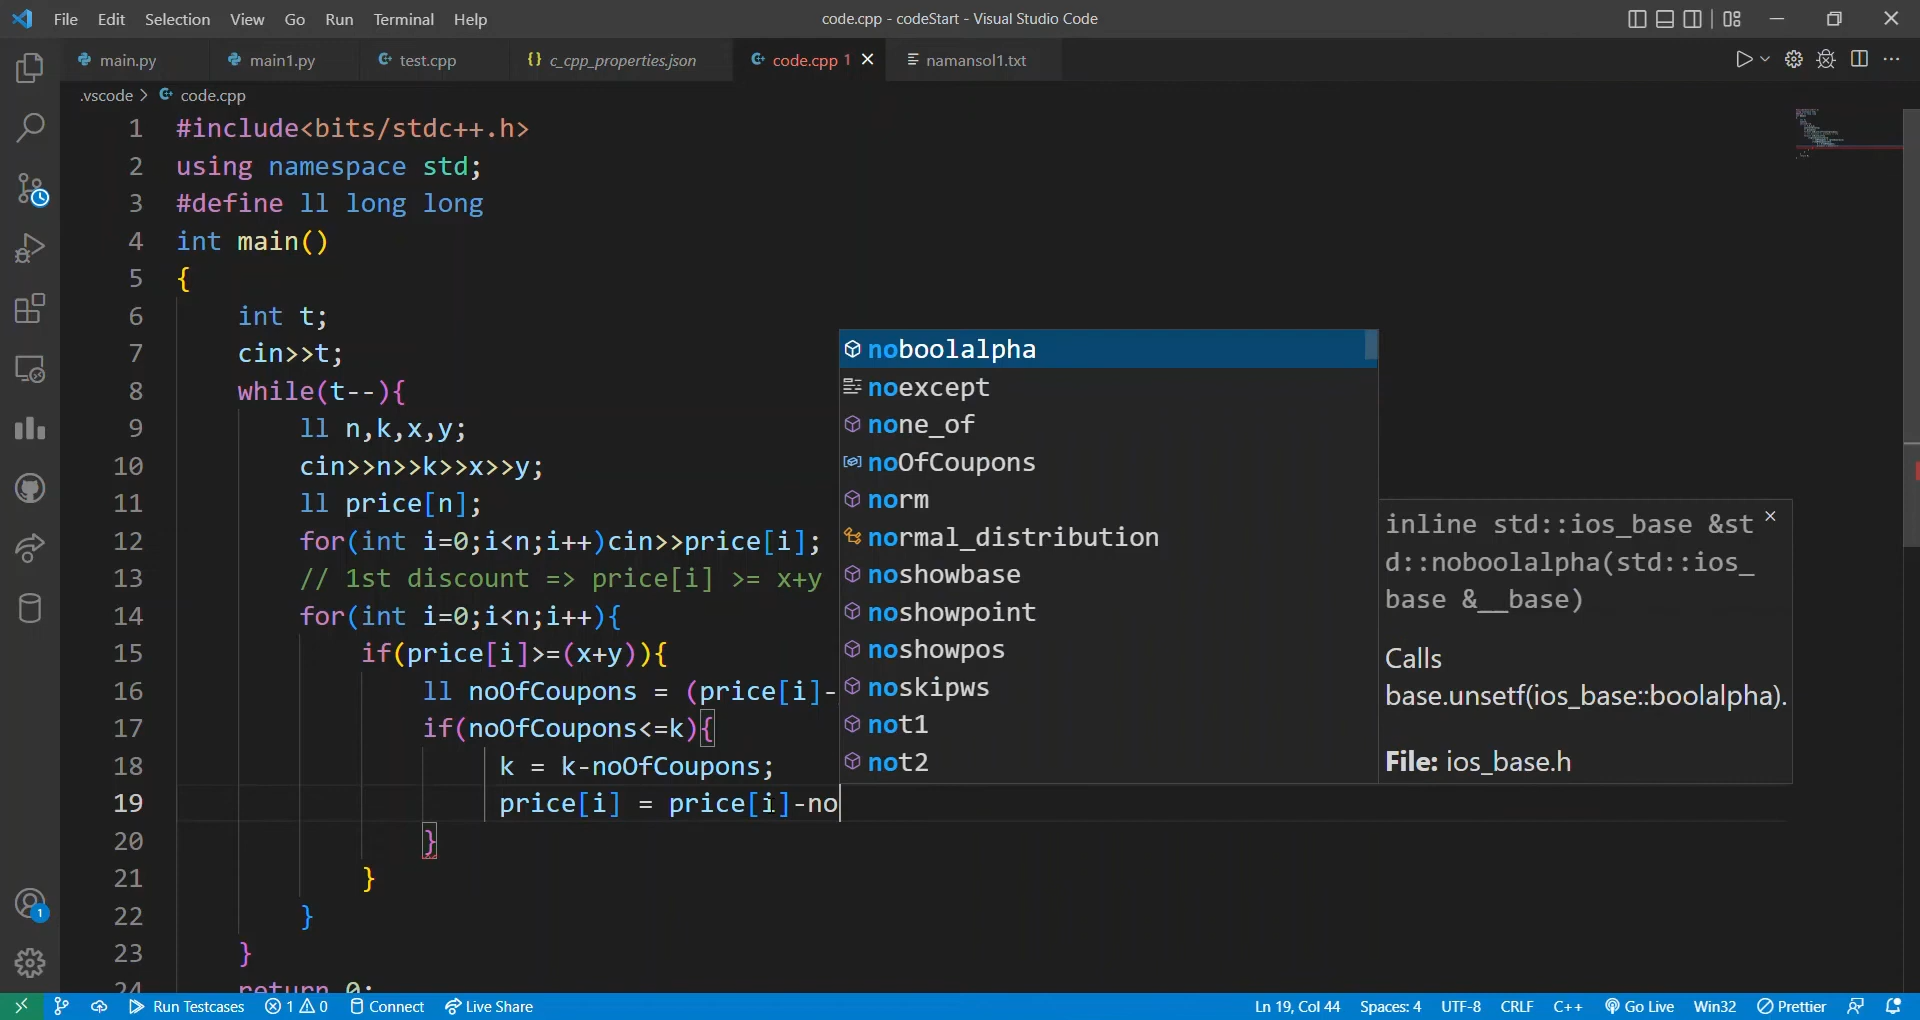 File Edit Selection View Go Run Terminal Help code.cpp - codeStart - Visual Studio Code
main.py main1.py test.cpp {} c_cpp_properties.json code.cpp 1 namansol1.txt
.vscode > code.cpp
1 #include<bits/stdc++.h>
2 using namespace std;
3 #define ll long long
4 int main()
5 {
6 int t;
7 cin>>t;
8 while(t--){
9 ll n,k,x,y;
10 cin>>n>>k>>x>>y;
11 ll price[n];
12 for(int i=0;i<n;i++)cin>>price[i];
13 // 1st discount => price[i] >= x+y
14 for(int i=0;i<n;i++){
15 if(price[i]>=(x+y)){
16 ll noOfCoupons = (price[i]-
17 if(noOfCoupons<=k){
18 k = k-noOfCoupons;
19 price[i] = price[i]-no
20 }
21 }
22 }
23 }
24 return 0;
noboolalpha
noexcept
none_of
noOfCoupons
norm
normal_distribution
noshowbase
noshowpoint
noshowpos
noskipws
not1
not2
inline std::ios_base &st
d::noboolalpha(std::ios_
base &__base)
Calls
base.unsetf(ios_base::boolalpha).
File: ios_base.h
1
Run Testcases 1 0 Connect Live Share Ln 19, Col 44 Spaces: 4 UTF-8 CRLF C++ Go Live Win32 Prettier